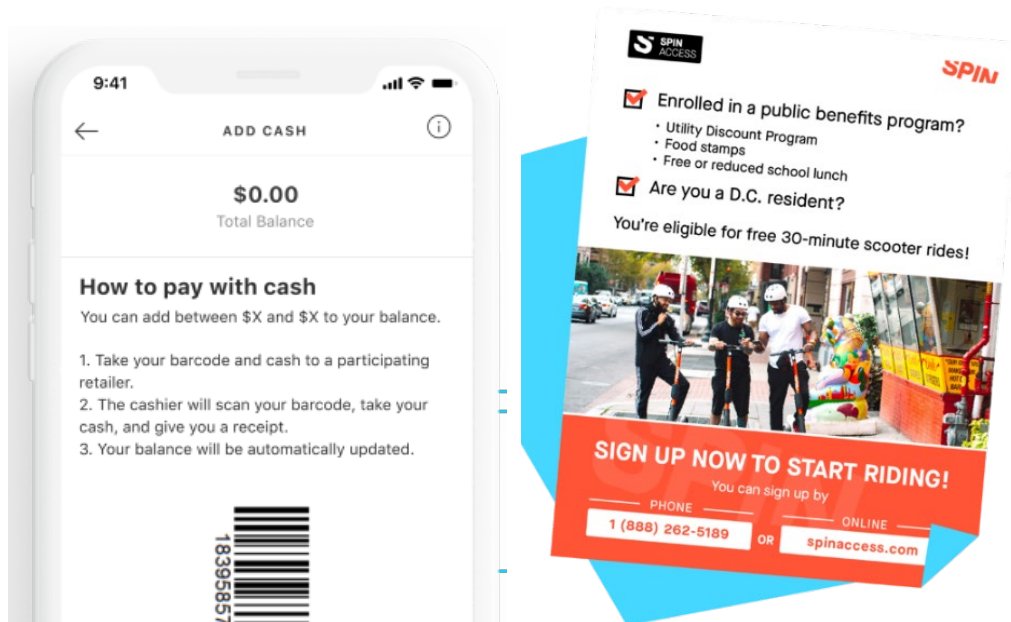 9:41
ADD CASH
$0.00
Total Balance
How to pay with cash
You can add between $X and $X to your balance.
1. Take your barcode and cash to a participating
retailer.
2. The cashier will scan your barcode, take your
cash, and give you a receipt.
3. Your balance will be automatically updated.
18395857
SPIN
ACCESS
SPIN
Enrolled in a public benefits program?
• Utility Discount Program
• Food stamps
• Free or reduced school lunch
Are you a D.C. resident?
You're eligible for free 30-minute scooter rides!
SPIN
SIGN UP NOW TO START RIDING!
You can sign up by
PHONE
1 (888) 262-5189
OR
ONLINE
spinaccess.com